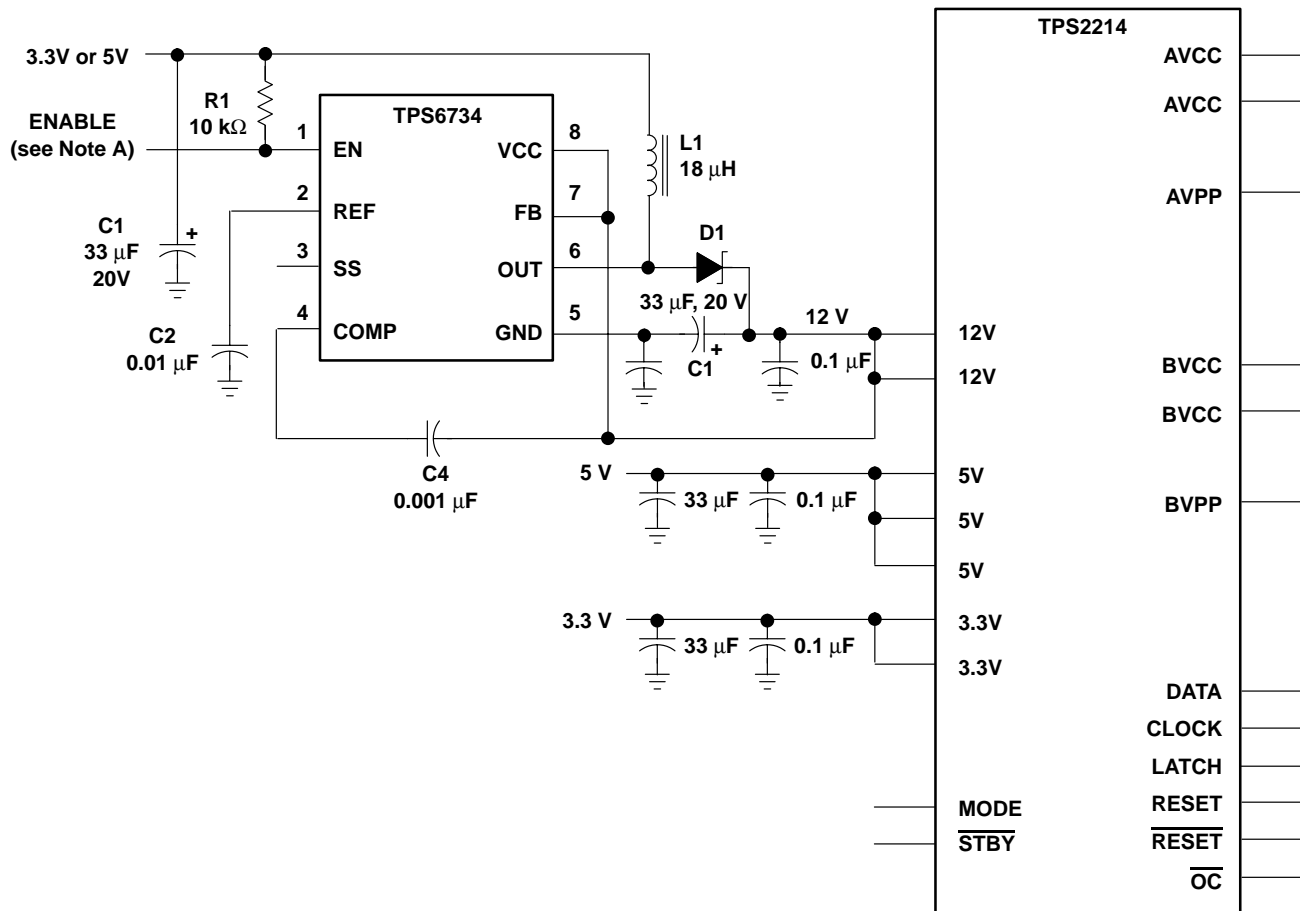 TPS2214
3.3V or 5V
ENABLE
(see Note A)
R1
10 kΩ
C1
33 μF
20V
C2
0.01 μF
TPS6734
1
EN
2
REF
3
SS
4
COMP
8
VCC
7
FB
6
OUT
5
GND
L1
18 μH
D1
33 μF, 20 V
+
+
C1
12 V
0.1 μF
C4
0.001 μF
5 V
33 μF
0.1 μF
3.3 V
33 μF
0.1 μF
12V
12V
5V
5V
5V
3.3V
3.3V
MODE
STBY
AVCC
AVCC
AVPP
BVCC
BVCC
BVPP
DATA
CLOCK
LATCH
RESET
RESET
OC